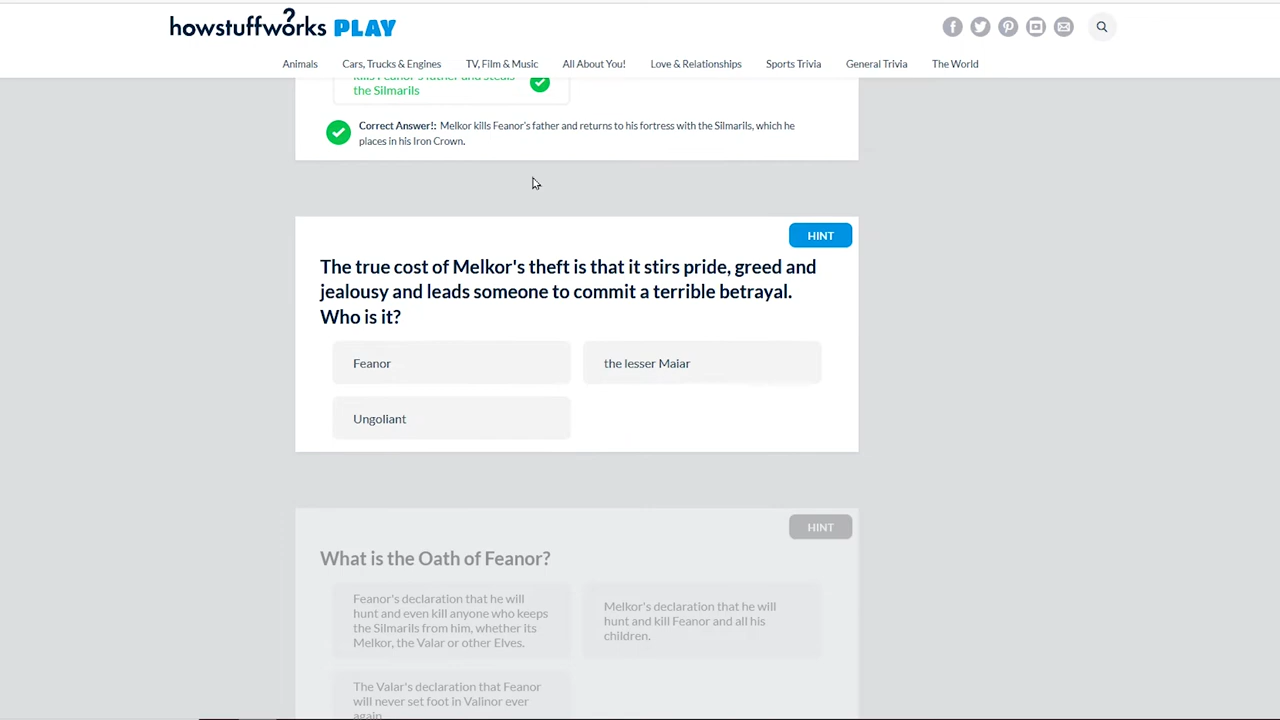 howstuffworks PLAY
Animals Cars, Trucks & Engines TV, Film & Music All About You! Love & Relationships Sports Trivia General Trivia The World
kills Feanor's father and steals
the Silmarils
Correct Answer!: Melkor kills Feanor's father and returns to his fortress with the Silmarils, which he
places in his Iron Crown.
HINT
The true cost of Melkor's theft is that it stirs pride, greed and
jealousy and leads someone to commit a terrible betrayal.
Who is it?
Feanor
the lesser Maiar
Ungoliant
HINT
What is the Oath of Feanor?
Feanor's declaration that he will
hunt and even kill anyone who keeps
the Silmarils from him, whether its
Melkor, the Valar or other Elves.
Melkor's declaration that he will
hunt and kill Feanor and all his
children.
The Valar's declaration that Feanor
will never set foot in Valinor ever
again.